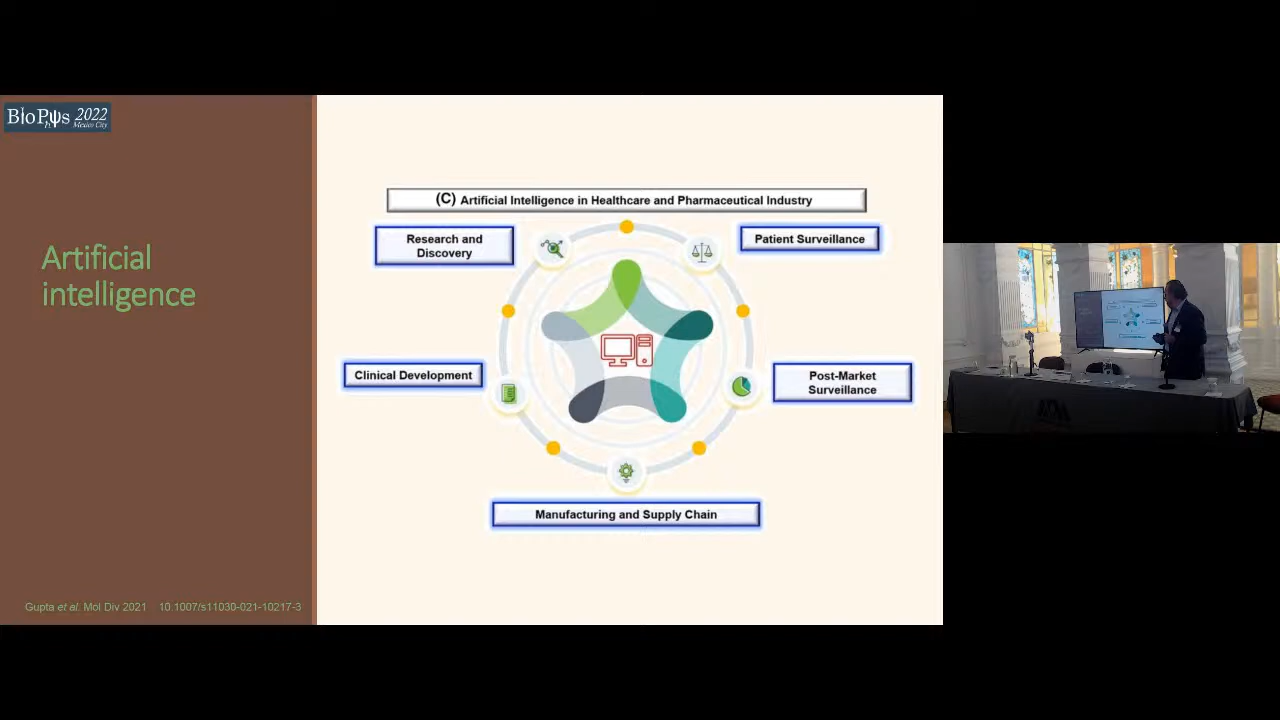 BioPhys 2022
Mexico City
Artificial
intelligence
(C) Artificial Intelligence in Healthcare and Pharmaceutical Industry
Research and
Discovery
Patient Surveillance
Clinical Development
Post-Market
Surveillance
Manufacturing and Supply Chain
Gupta et al. Mol Div 2021 10.1007/s11030-021-10217-3